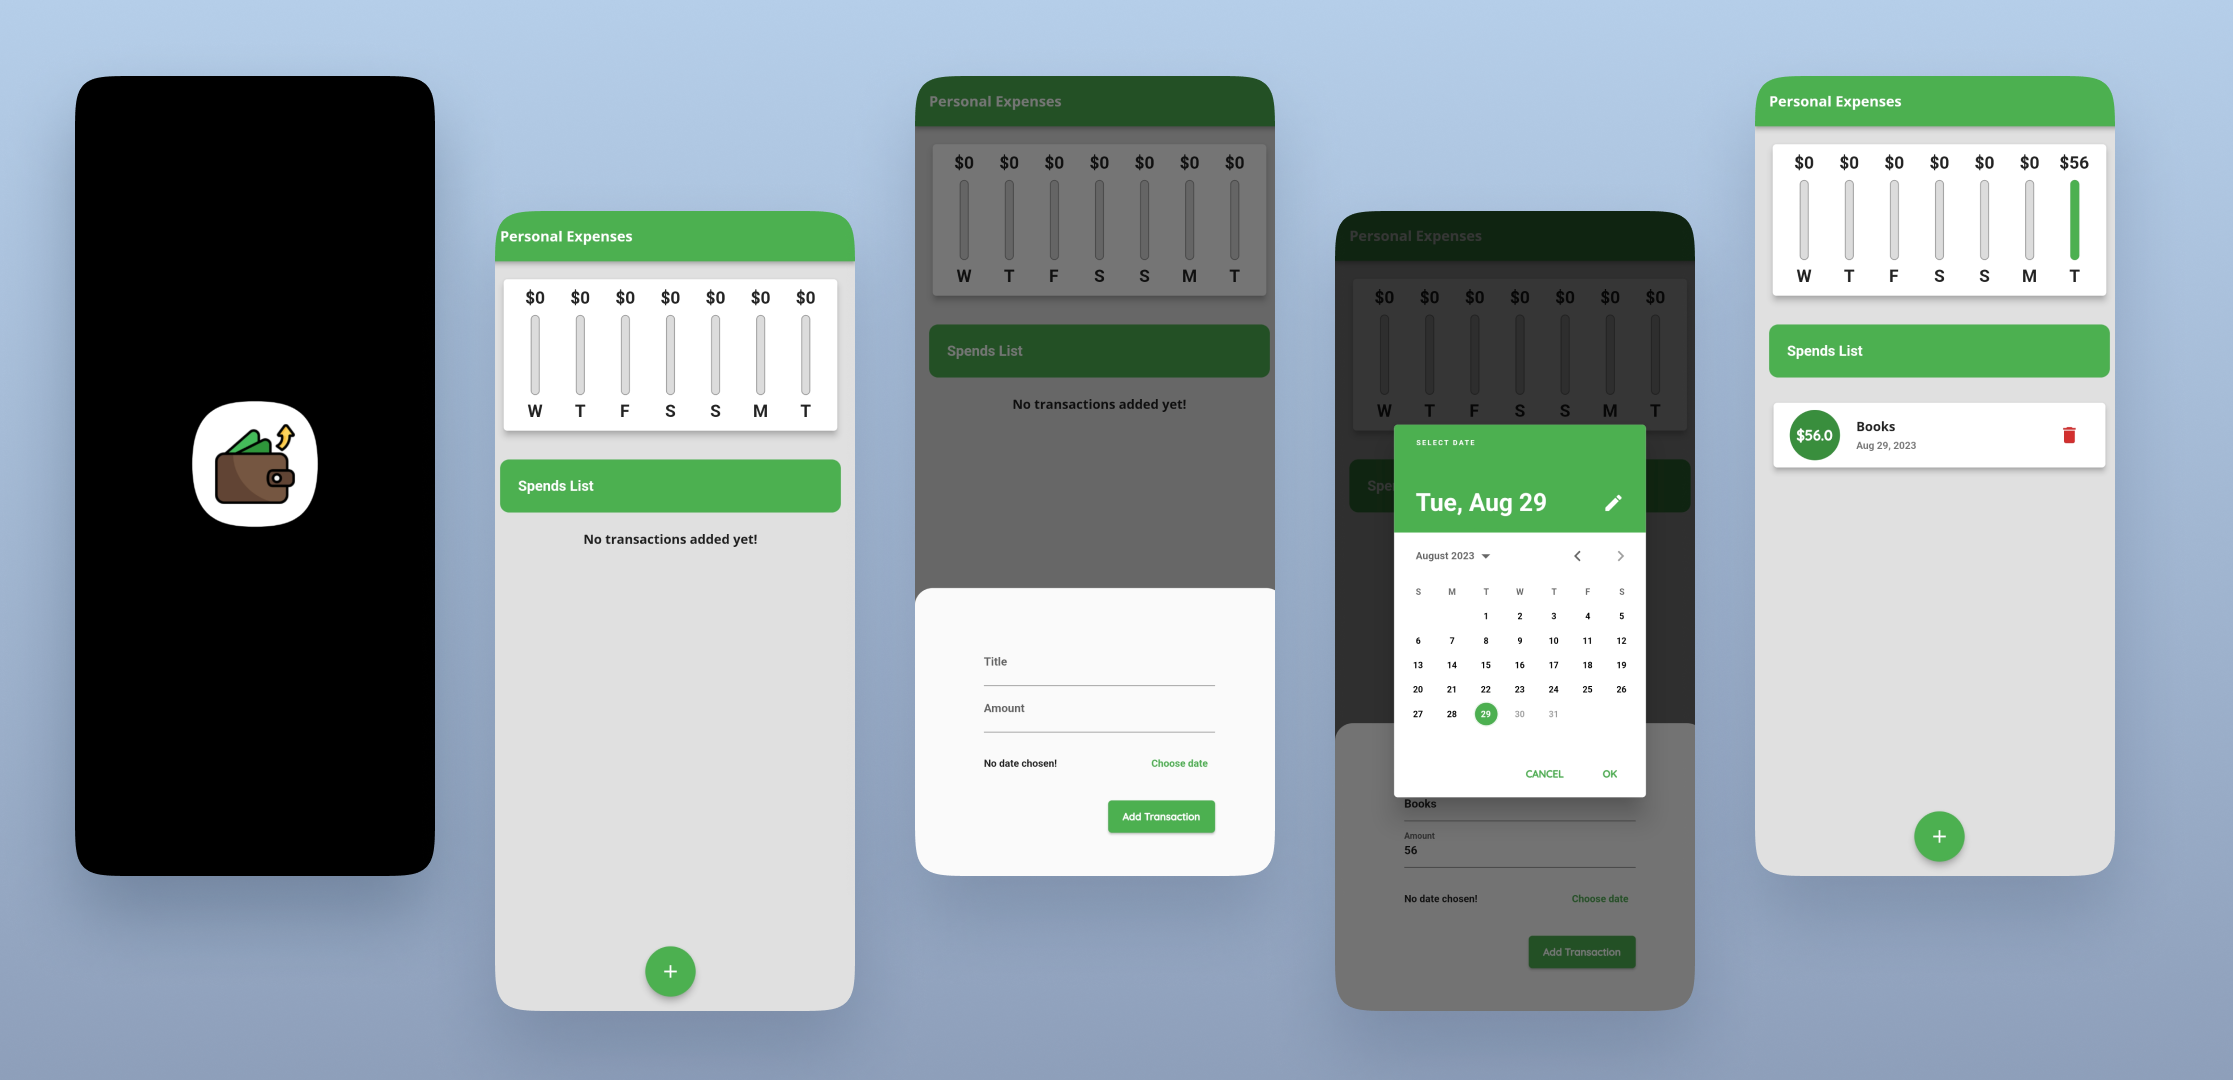 Personal Expenses
$0 $0 $0 $0 $0 $0 $0
W T F S S M T
Spends List
No transactions added yet!
+
Personal Expenses
$0 $0 $0 $0 $0 $0 $0
W T F S S M T
Spends List
No transactions added yet!
Title
Amount
No date chosen! Choose date
Add Transaction
Personal Expenses
$0 $0 $0 $0 $0 $0 $0
W T F S S M T
Spe
SELECT DATE
Tue, Aug 29
August 2023
S M T W T F S
1 2 3 4 5
6 7 8 9 10 11 12
13 14 15 16 17 18 19
20 21 22 23 24 25 26
27 28 29 30 31
CANCEL OK
Books
Amount
56
No date chosen! Choose date
Add Transaction
Personal Expenses
$0 $0 $0 $0 $0 $0 $56
W T F S S M T
Spends List
$56.0 Books
Aug 29, 2023
+